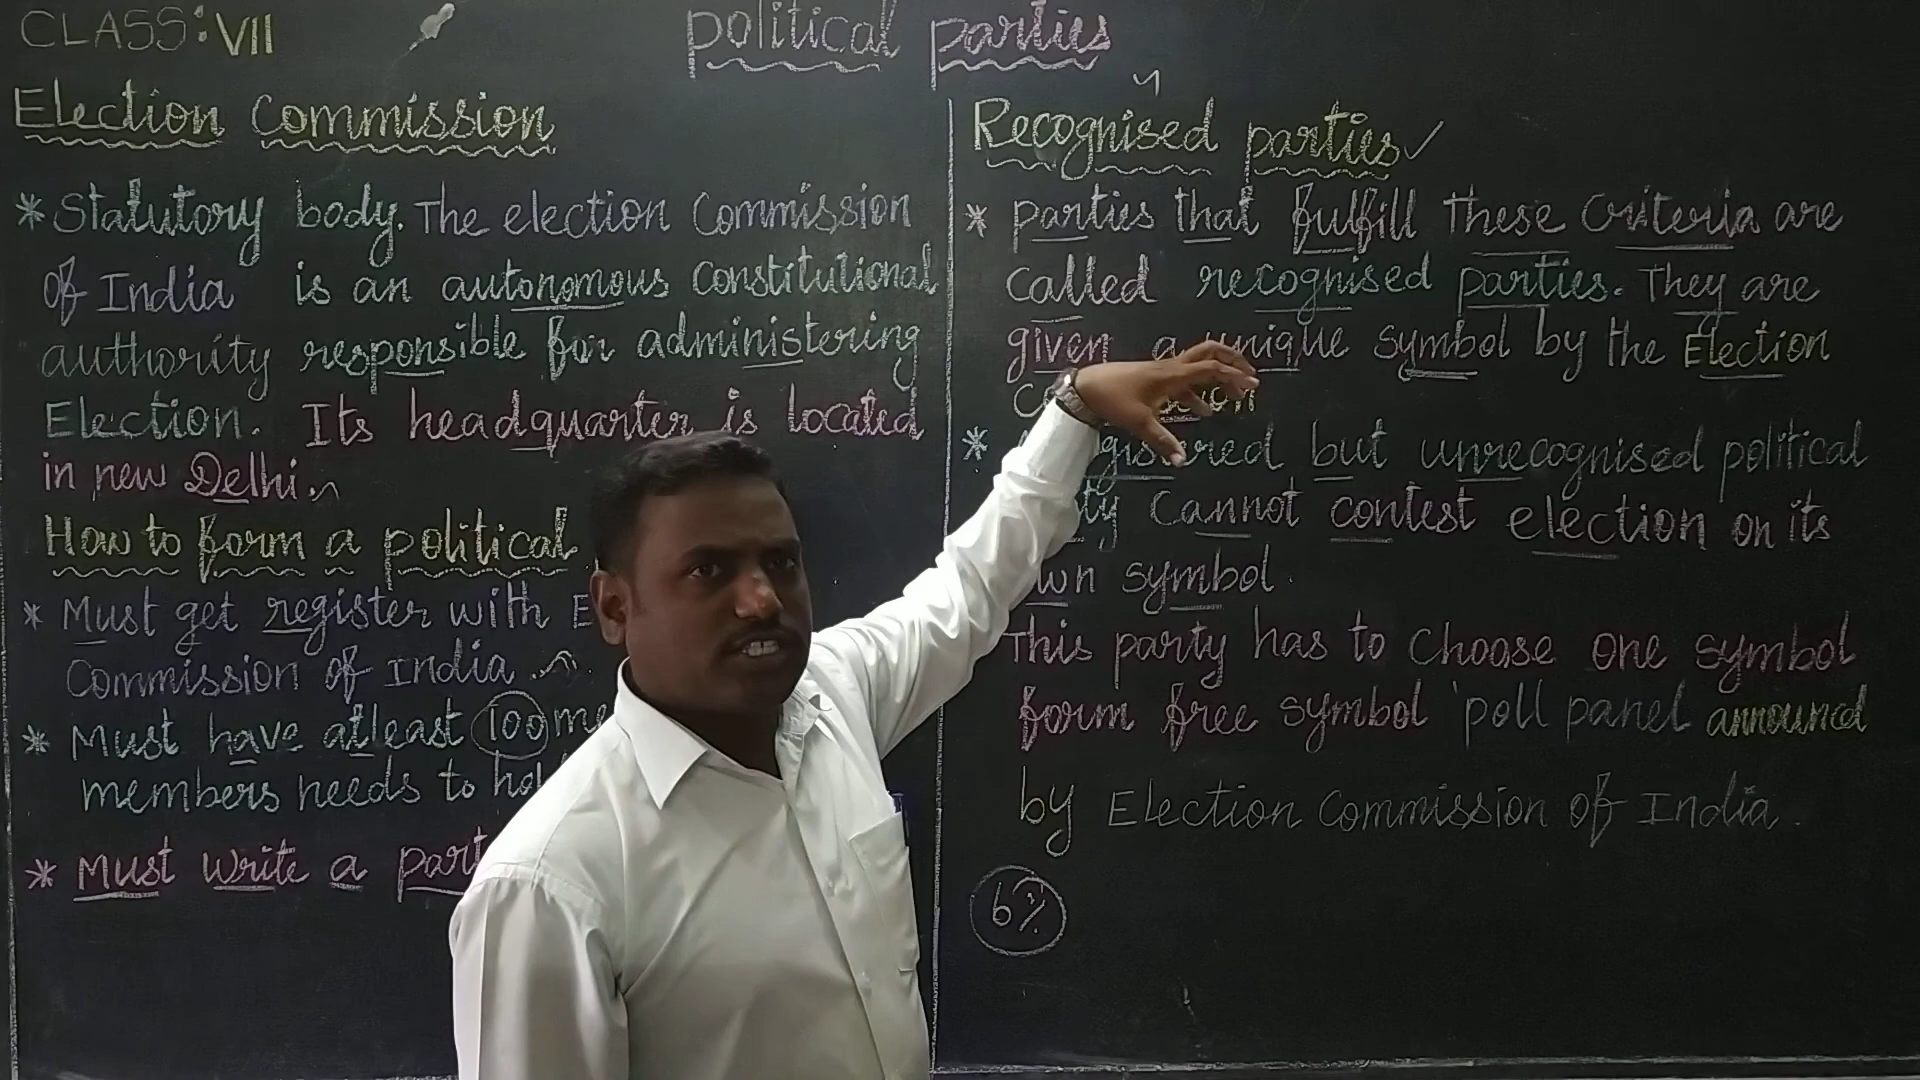 CLASS: VII
political parties
Election Commission
* Statutory body. The election Commission
of India is an autonomous Constitutional
authority responsible for administering
Election. Its headquarter is located
in new Delhi.
How to form a political
* Must get register with E
Commission of India
* Must have atleast 100 me
members needs to hol
* Must write a part
Recognised parties ✓
* parties that fulfill these Criteria are
called recognised parties. They are
given a unique symbol by the Election
* gistered but unrecognised political
ty Cannot contest election on its
wn symbol.
This party has to Choose one symbol
form free symbol 'poll panel announced
by Election Commission of India.
6%